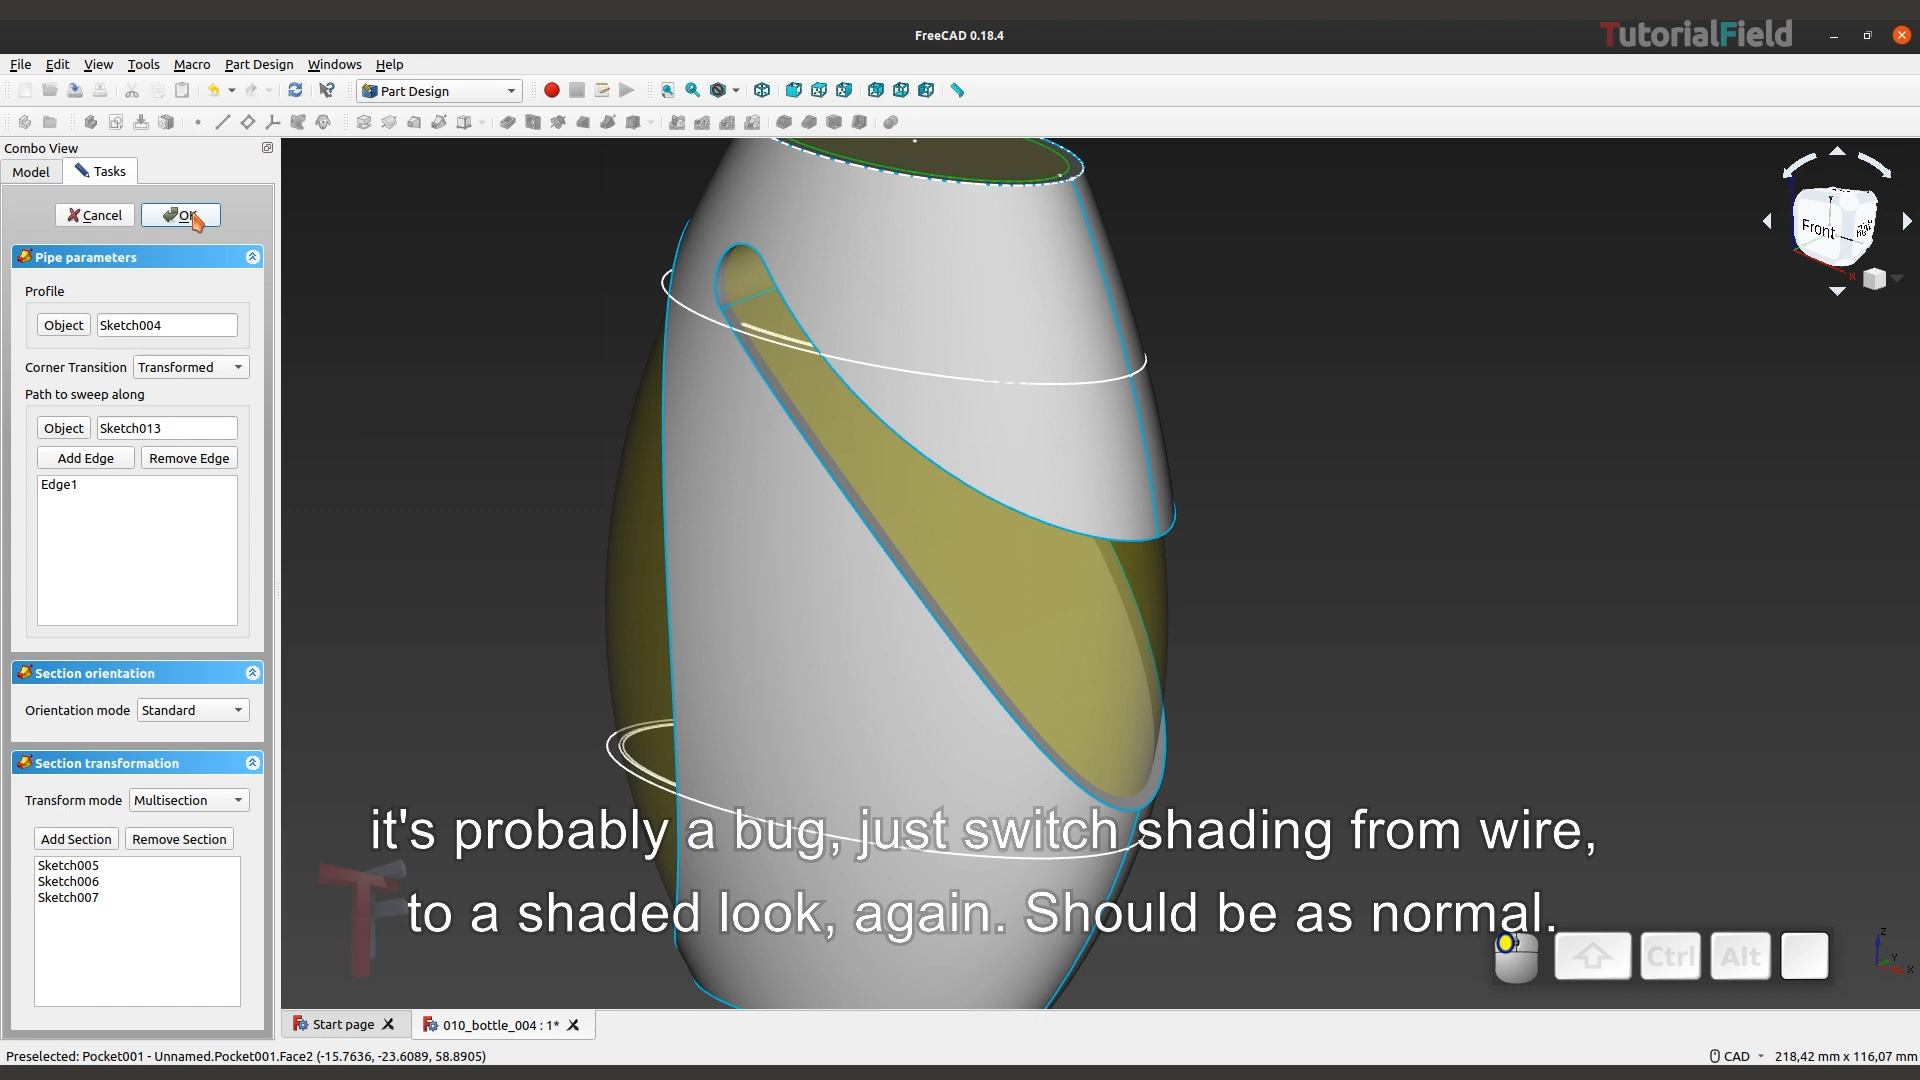 TutorialField
FreeCAD 0.18.4
File Edit View Tools Macro Part Design Windows Help
Part Design
Combo View
Model Tasks
Cancel OK
Pipe parameters
Profile
Object Sketch004
Corner Transition Transformed
Path to sweep along
Object Sketch013
Add Edge Remove Edge
Edge1
Section orientation
Orientation mode Standard
Section transformation
Transform mode Multisection
Add Section Remove Section
Sketch005
Sketch006
Sketch007
Front
X
it's probably a bug, just switch shading from wire,
to a shaded look, again. Should be as normal.
Ctrl Alt
Z
Y
X
Start page 010_bottle_004 : 1*
Preselected: Pocket001 - Unnamed.Pocket001.Face2 (-15.7636, -23.6089, 58.8905)
CAD 218,42 mm x 116,07 mm